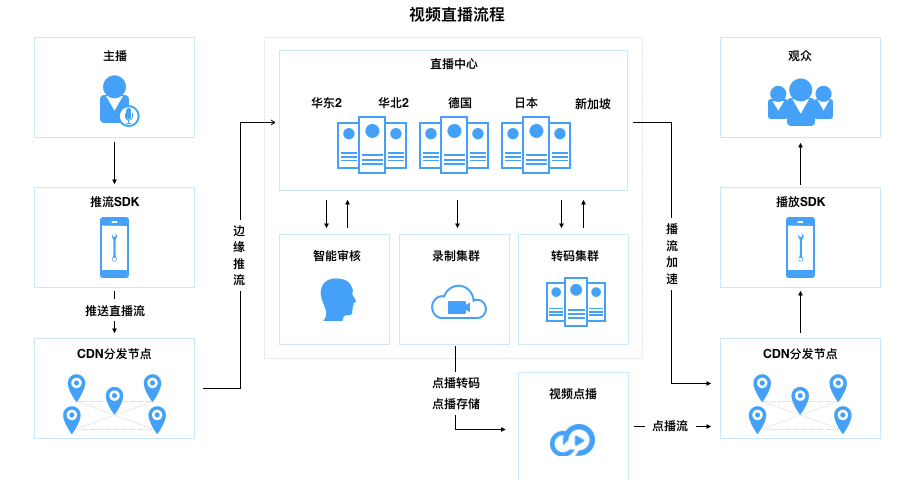 视频直播流程
主播
推流SDK
推送直播流
CDN分发节点
边缘推流
直播中心
华东2
华北2
德国
日本
新加坡
智能审核
录制集群
转码集群
点播转码
点播存储
视频点播
点播流
播流加速
观众
播放SDK
CDN分发节点